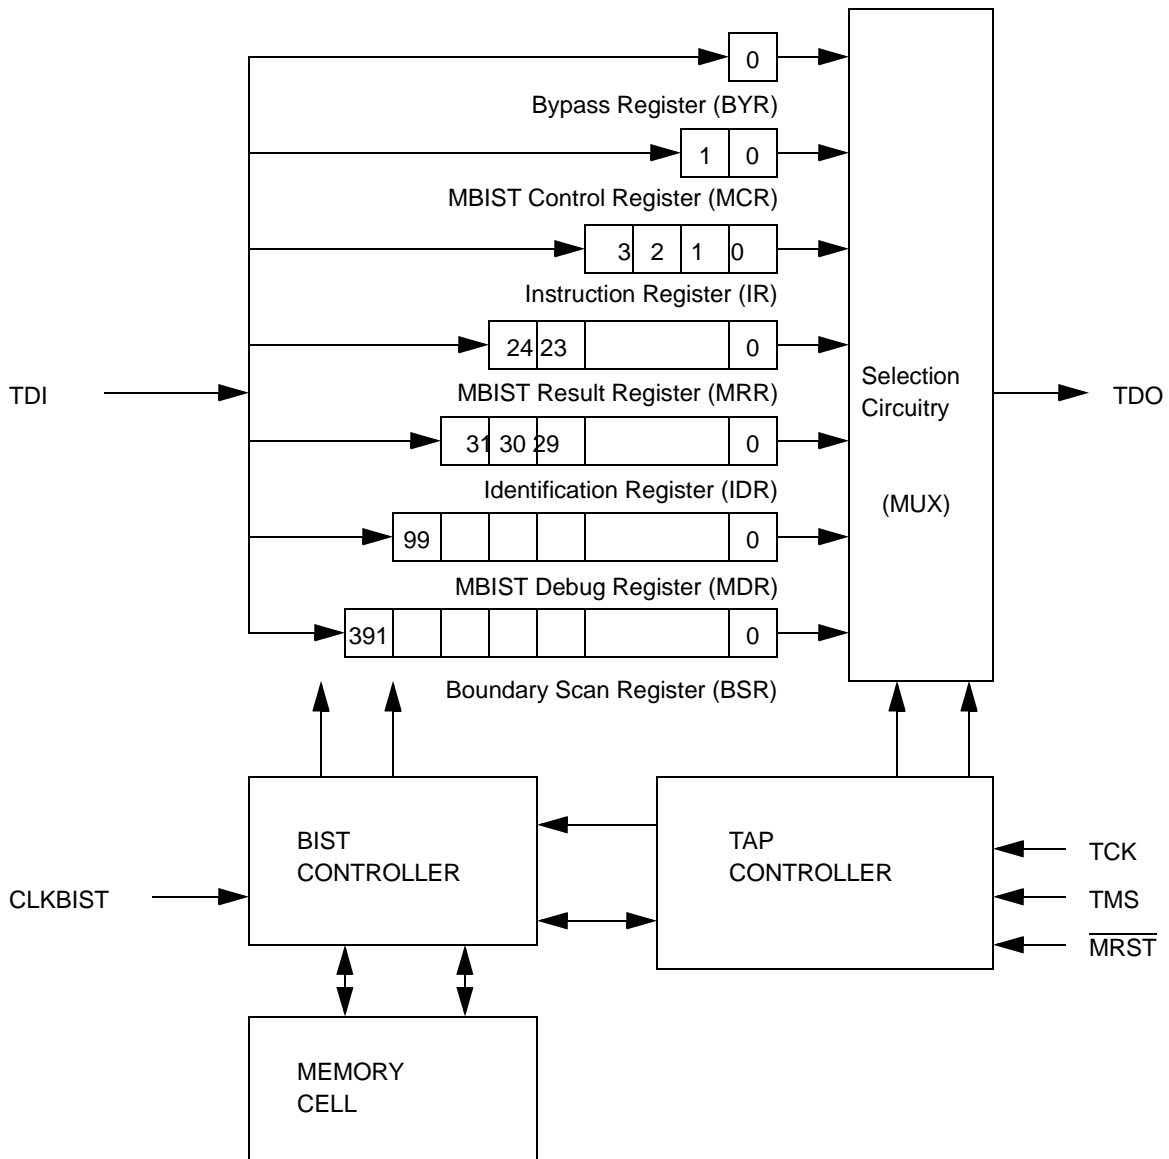 0
Bypass Register (BYR)
1 0
MBIST Control Register (MCR)
3 2 1 0
Instruction Register (IR)
24 23 0
MBIST Result Register (MRR)
31 30 29 0
Identification Register (IDR)
99 0
MBIST Debug Register (MDR)
391 0
Boundary Scan Register (BSR)
TDI
Selection
Circuitry
(MUX)
TDO
BIST
CONTROLLER
TAP
CONTROLLER
CLKBIST
TCK
TMS
MRST
MEMORY
CELL